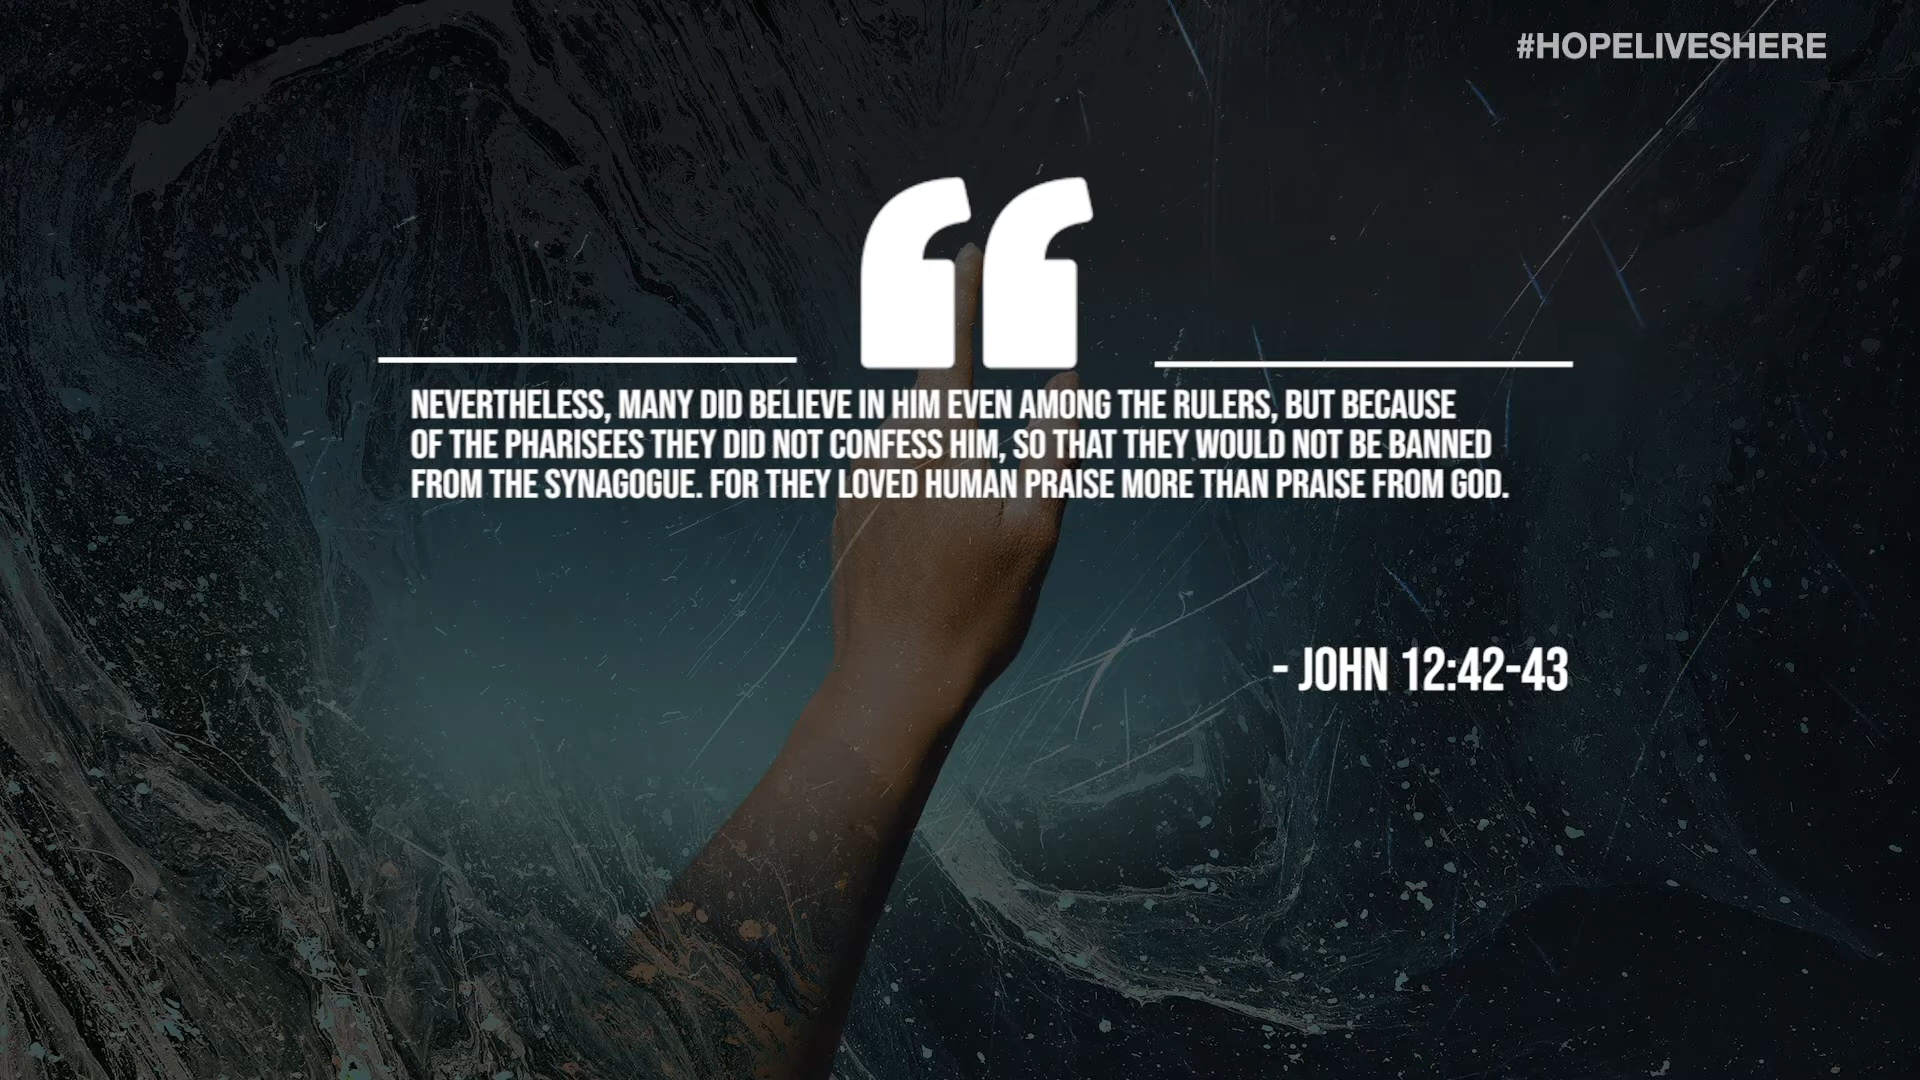 #HOPELIVESHERE
NEVERTHELESS, MANY DID BELIEVE IN HIM EVEN AMONG THE RULERS, BUT BECAUSE
OF THE PHARISEES THEY DID NOT CONFESS HIM, SO THAT THEY WOULD NOT BE BANNED
FROM THE SYNAGOGUE. FOR THEY LOVED HUMAN PRAISE MORE THAN PRAISE FROM GOD.
- JOHN 12:42-43